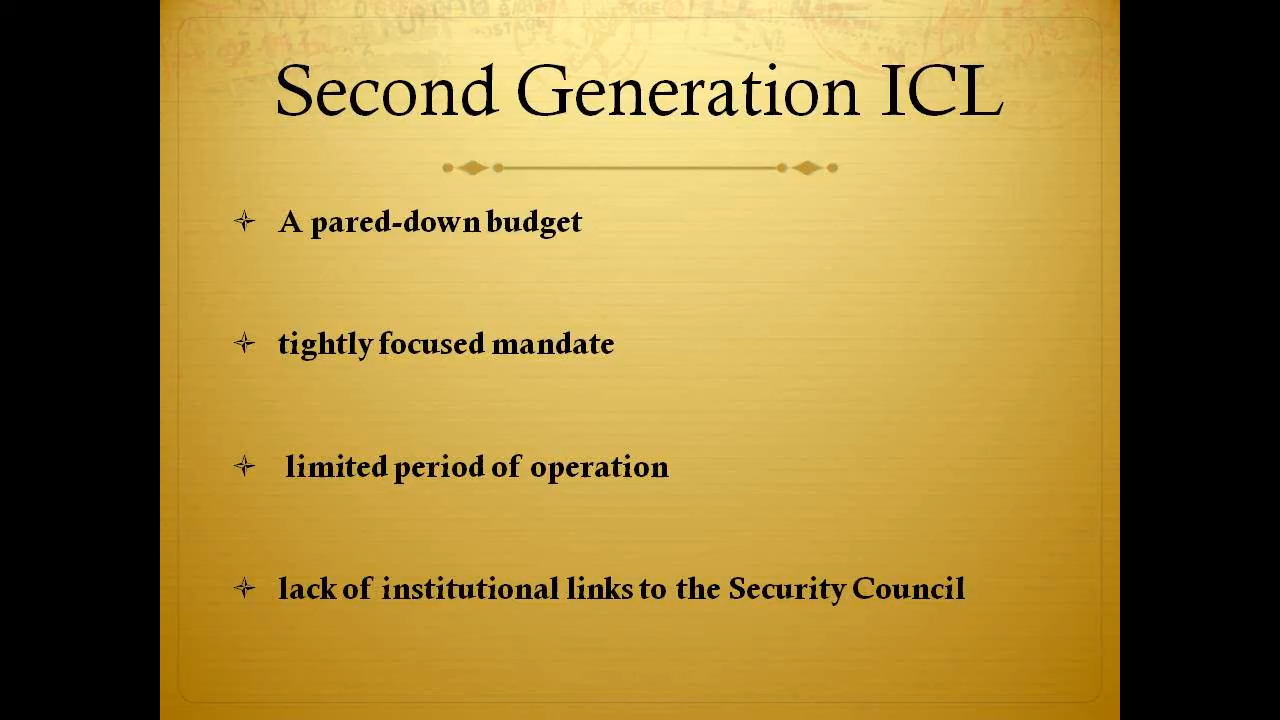 Second Generation ICL
A pared-down budget
tightly focused mandate
limited period of operation
lack of institutional links to the Security Council